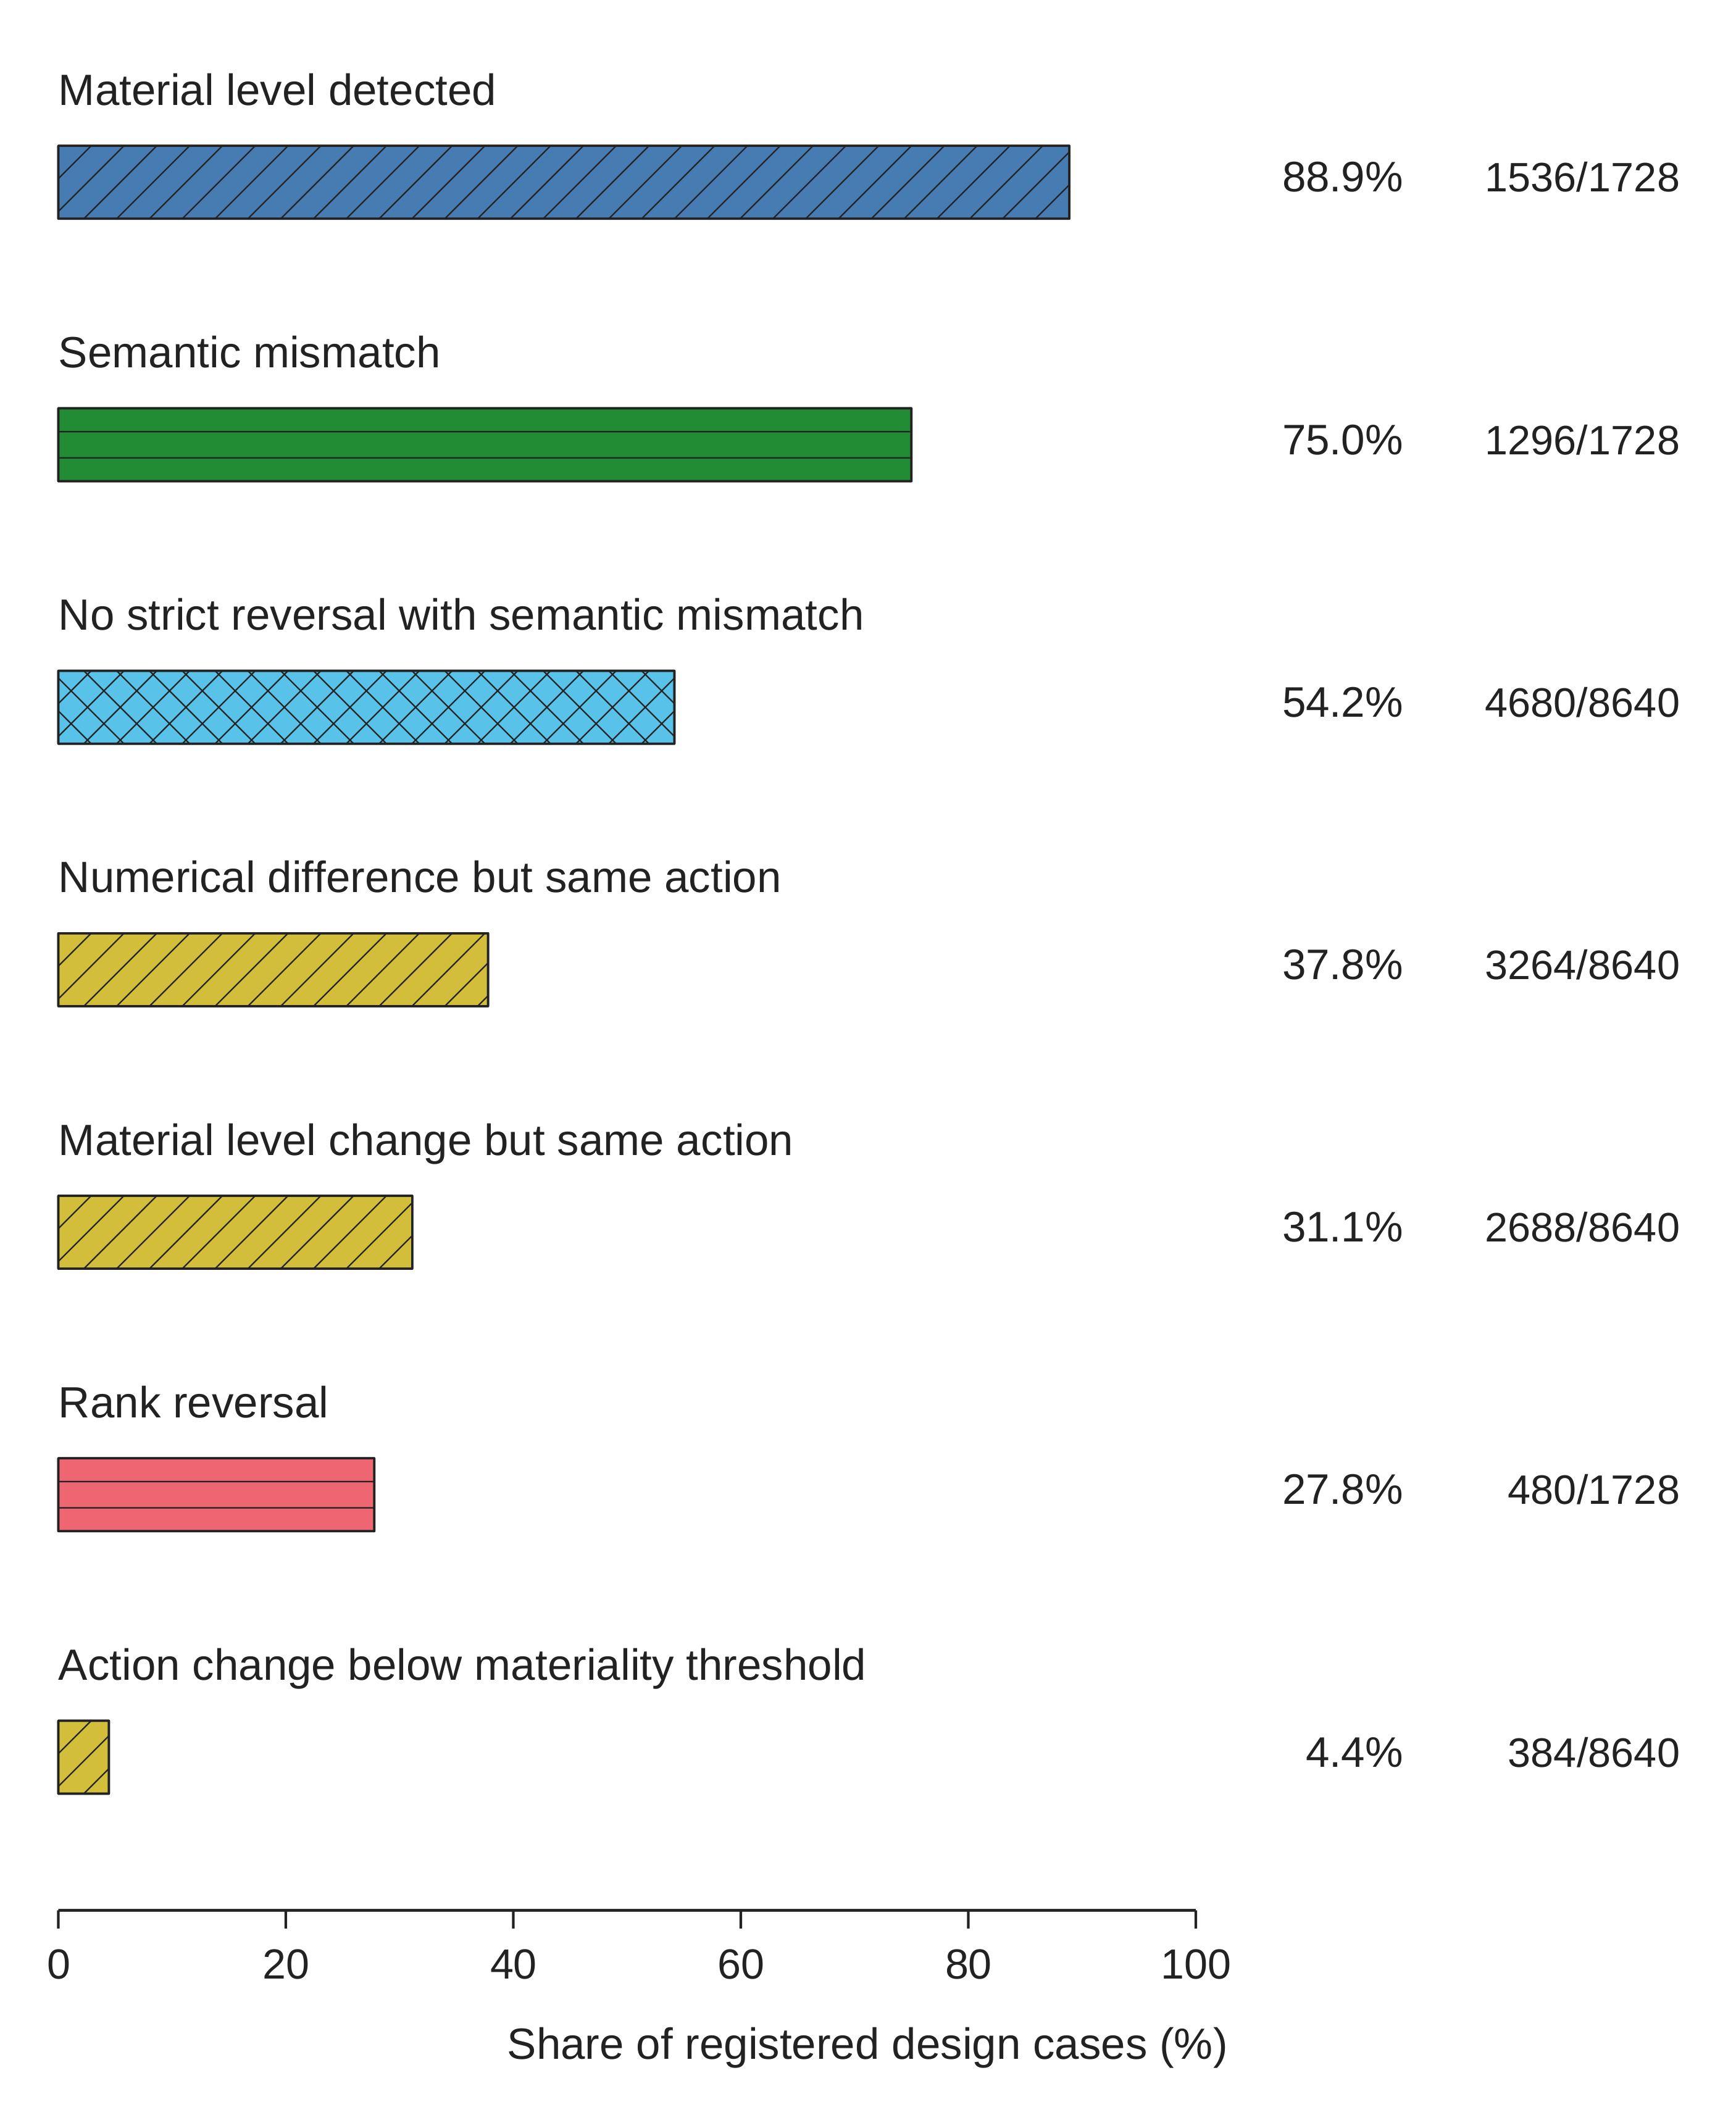 Material level detected
88.9% 1536/1728
Semantic mismatch
75.0% 1296/1728
No strict reversal with semantic mismatch
54.2% 4680/8640
Numerical difference but same action
37.8% 3264/8640
Material level change but same action
31.1% 2688/8640
Rank reversal
27.8% 480/1728
Action change below materiality threshold
4.4% 384/8640
0 20 40 60 80 100
Share of registered design cases (%)